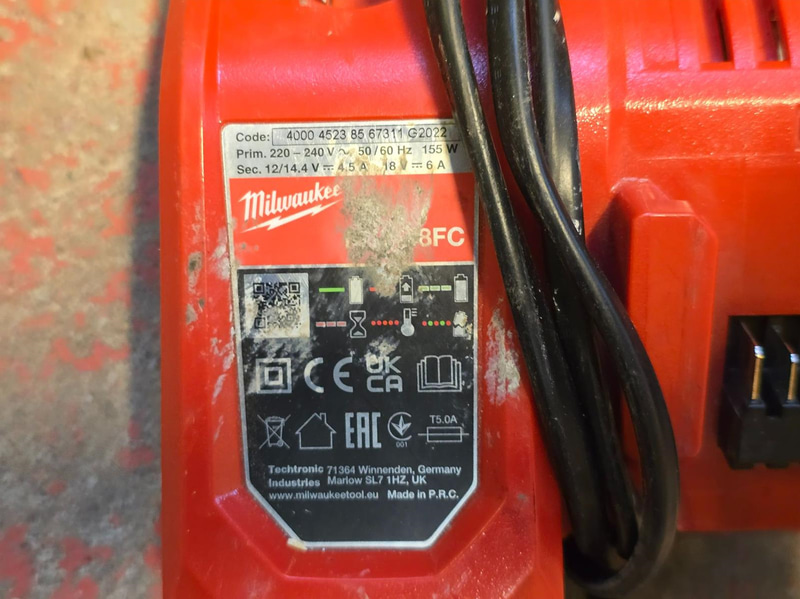 Code: 4000 4523 85 67311 G2022
Prim. 220 – 240 V ~ 50/60 Hz 155 W
Sec. 12/14.4 V ⎓ 4.5 A 18 V ⎓ 6 A
Milwaukee
8FC
UK
CE CA
EAC
001
T5.0A
Techtronic 71364 Winnenden, Germany
Industries Marlow SL7 1HZ, UK
www.milwaukeetool.eu Made in P.R.C.